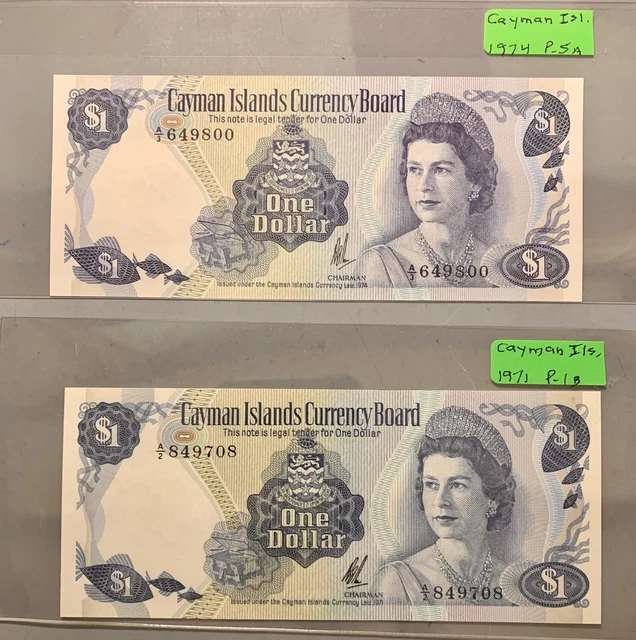 Cayman Isl.
1974 P-5A
$1
Cayman Islands Currency Board
$1
This note is legal tender for One Dollar
A/3 649800
One
Dollar
CHAIRMAN
A/3 649800
$1
$1
Issued under the Cayman Islands Currency Law, 1974
Cayman Isls.
1971 P-1B
$1
Cayman Islands Currency Board
$1
This note is legal tender for One Dollar
A/2 849708
One
Dollar
CHAIRMAN
A/2 849708
$1
$1
Issued under the Cayman Islands Currency Law, 1971